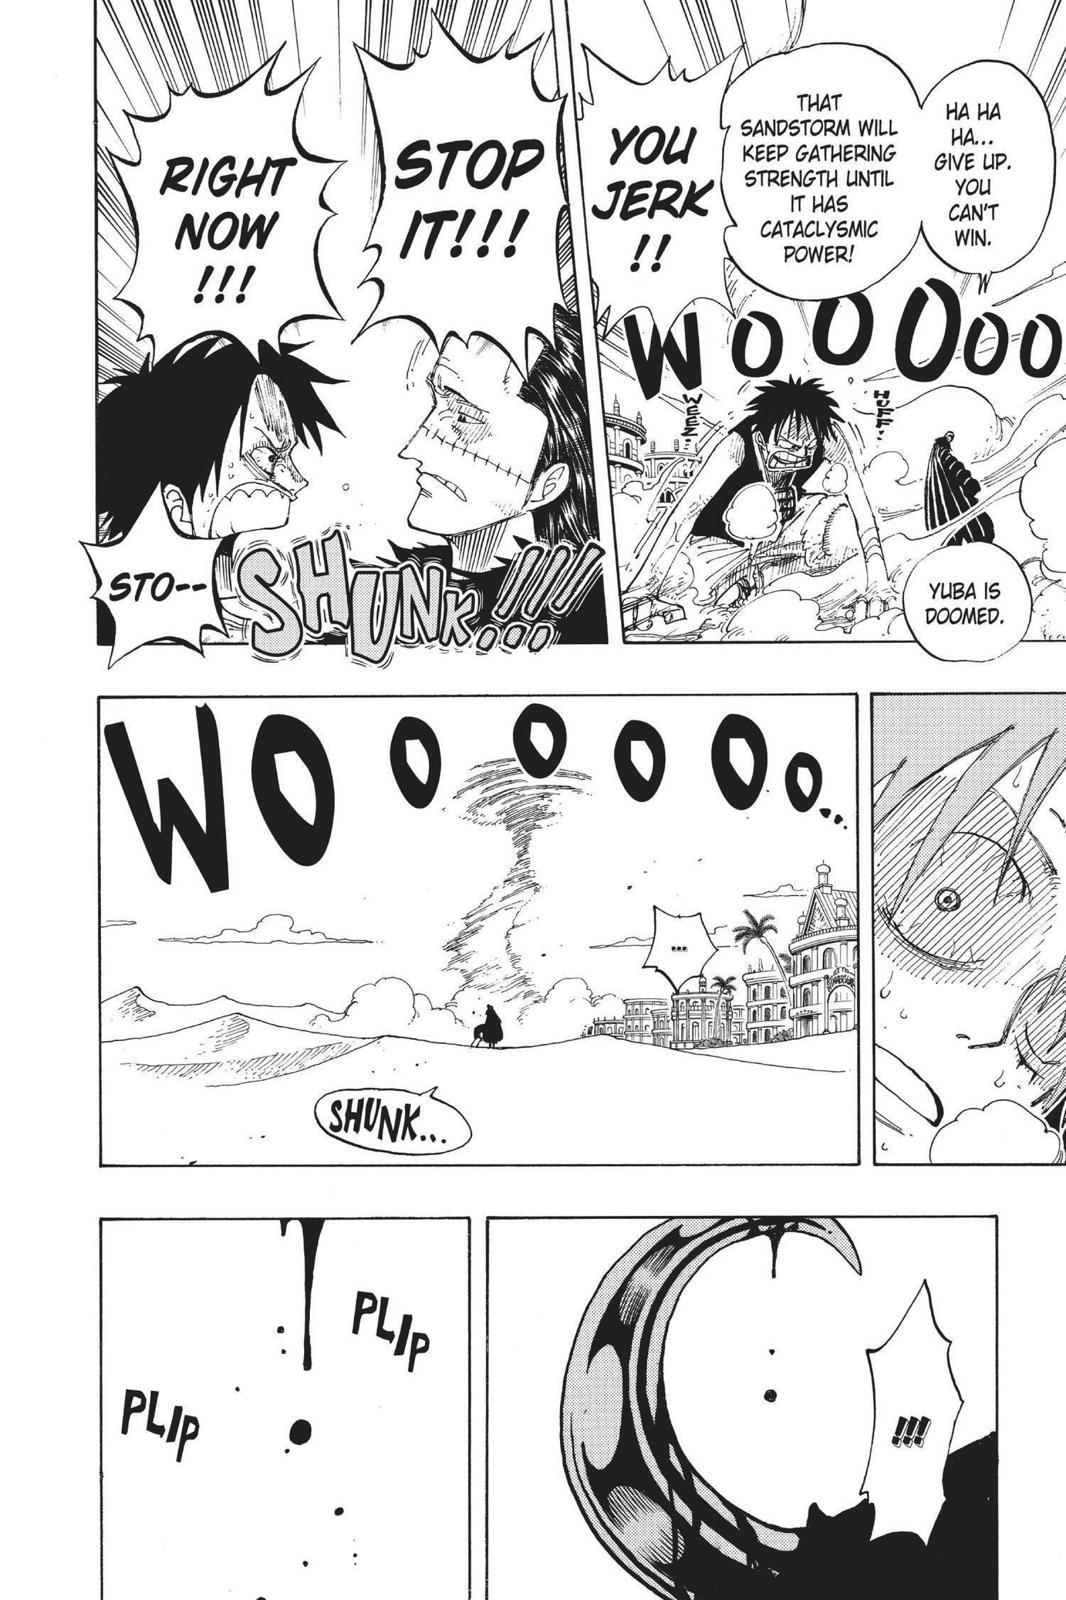 HA HA
HA...
GIVE UP.
YOU
CAN'T
WIN.
THAT
SANDSTORM WILL
KEEP GATHERING
STRENGTH UNTIL
IT HAS
CATACLYSMIC
POWER!
YOU
JERK
!!
WOOOOOO
WEEZ
HUFF!
YUBA IS
DOOMED.
STOP
IT!!!
RIGHT
NOW
!!!
STO--
SHUNK!!!
WOOOOOO...
...
SHUNK...
!!!
PLIP
PLIP